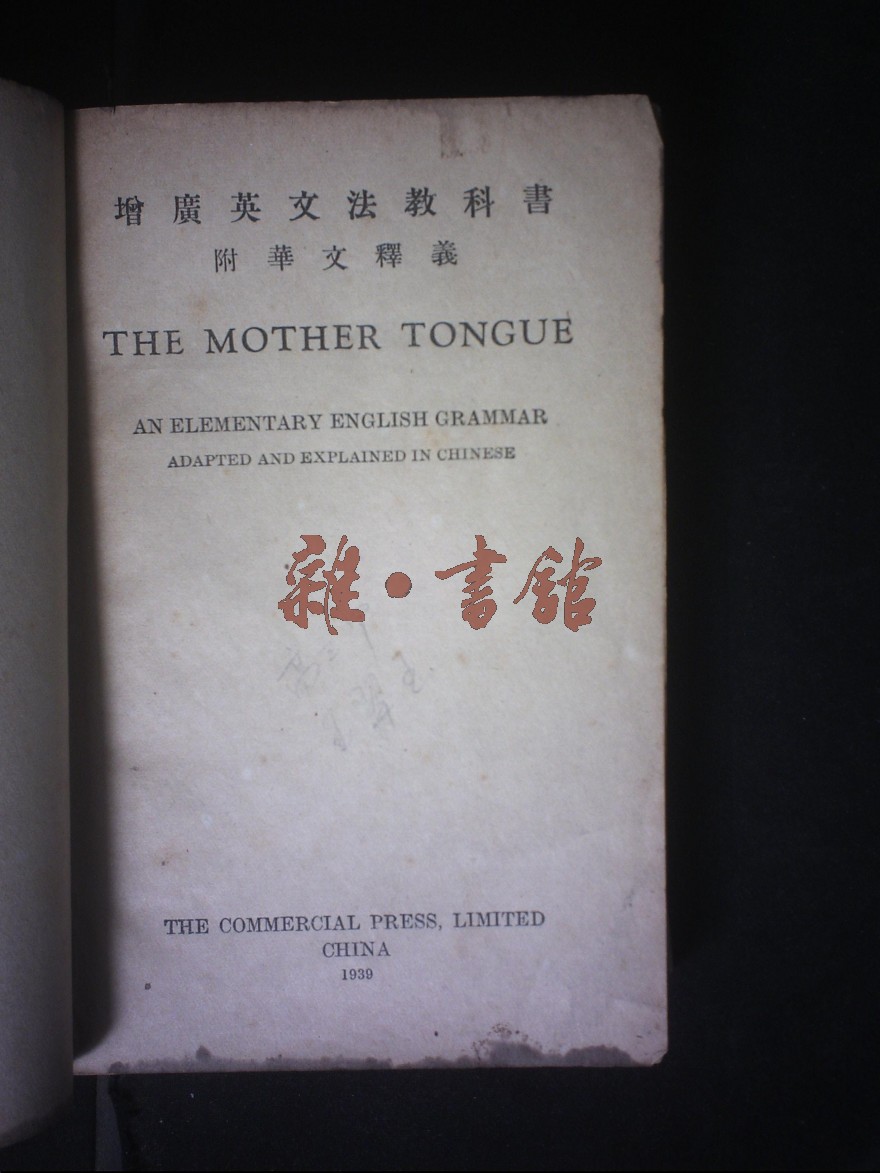 增廣英文法教科書
附華文釋義
THE MOTHER TONGUE
AN ELEMENTARY ENGLISH GRAMMAR
ADAPTED AND EXPLAINED IN CHINESE
雜·書館
THE COMMERCIAL PRESS, LIMITED
CHINA
1939